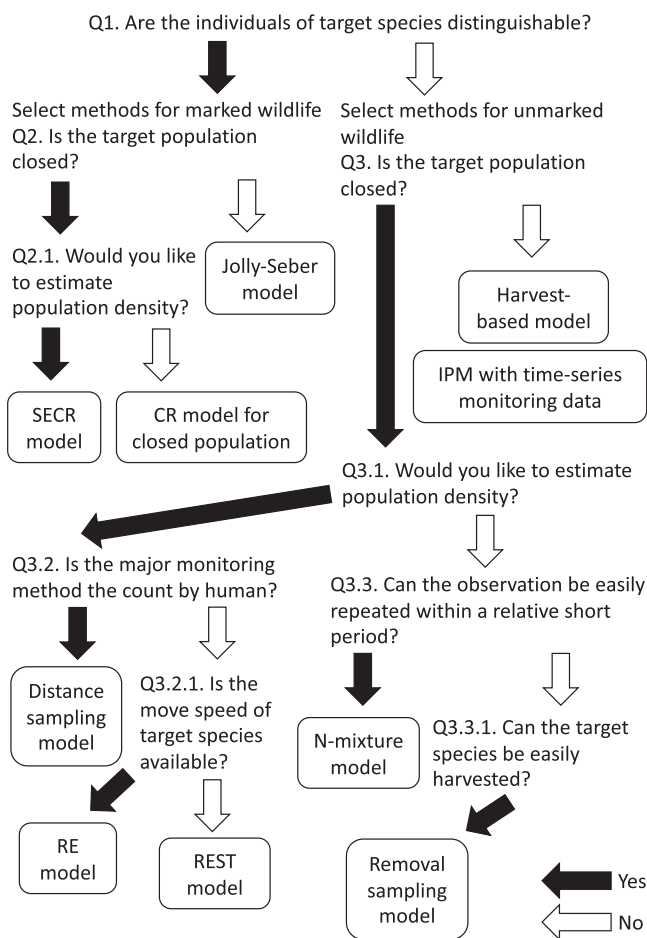 Q1. Are the individuals of target species distinguishable?
Select methods for marked wildlife
Q2. Is the target population
closed?
Select methods for unmarked
wildlife
Q3. Is the target population
closed?
Q2.1. Would you like
to estimate
population density?
Jolly-Seber
model
Harvest-
based model
IPM with time-series
monitoring data
SECR
model
CR model for
closed population
Q3.1. Would you like to estimate
population density?
Q3.2. Is the major monitoring
method the count by human?
Q3.3. Can the observation be easily
repeated within a relative short
period?
Distance
sampling
model
Q3.2.1. Is the
move speed of
target species
available?
N-mixture
model
Q3.3.1. Can the target
species be easily
harvested?
RE
model
REST
model
Removal
sampling
model
Yes
No